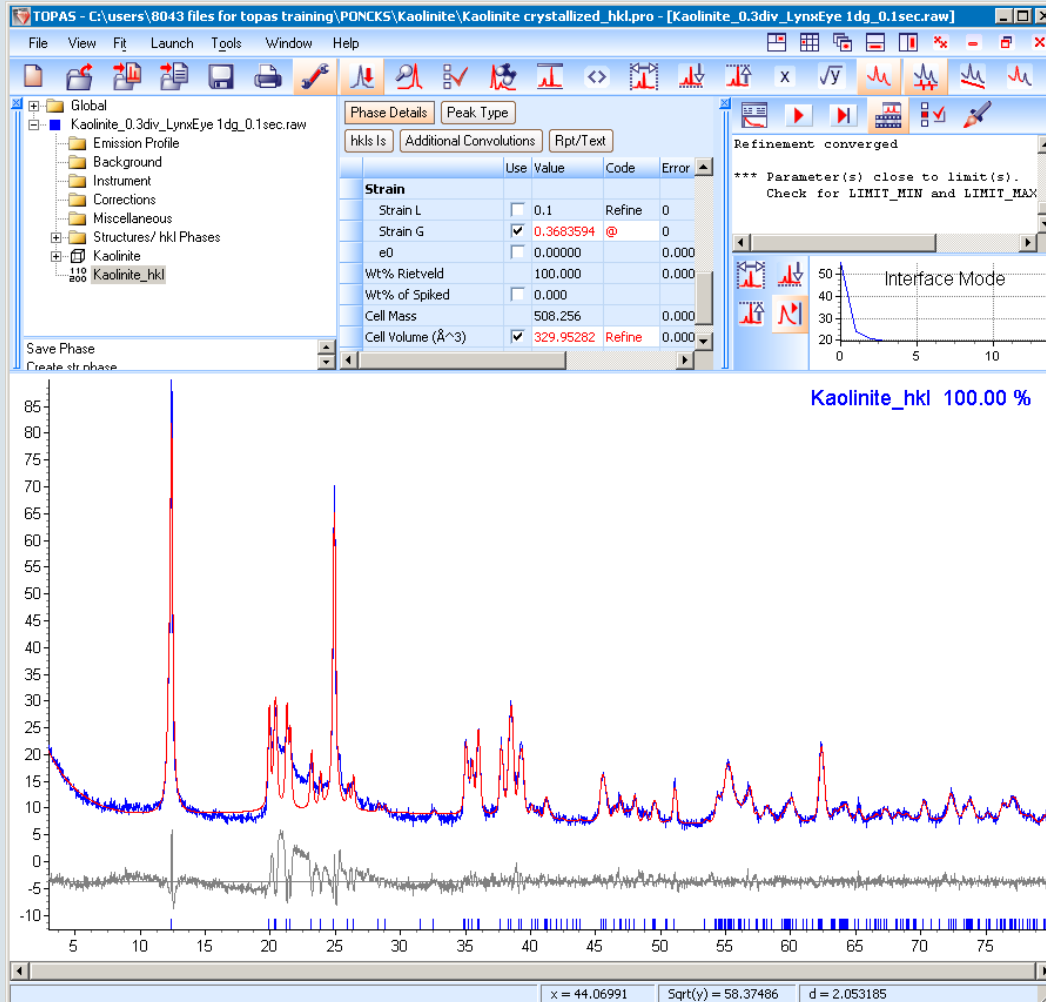 TOPAS - C:\users\8043 files for topas training\PONCKS\Kaolinite\Kaolinite crystallized_hkl.pro - [Kaolinite_0.3div_LynxEye 1dg_0.1sec.raw]
File View Fit Launch Tools Window Help
Global
Kaolinite_0.3div_LynxEye 1dg_0.1sec.raw
Emission Profile
Background
Instrument
Corrections
Miscellaneous
Structures/ hkl Phases
Kaolinite
Kaolinite_hkl
Save Phase
Create str phase
Phase Details Peak Type
hkls Is Additional Convolutions Rpt/Text
Use Value Code Error
Strain
Strain L 0.1 Refine 0
Strain G 0.3683594 @ 0
e0 0.00000 0.000
Wt% Rietveld 100.000 0.000
Wt% of Spiked 0.000
Cell Mass 508.256 0.000
Cell Volume (Å^3) 329.95282 Refine 0.000
Refinement converged
*** Parameter(s) close to limit(s).
Check for LIMIT_MIN and LIMIT_MAX
Interface Mode
50
40
30
20
0 5 10
Kaolinite_hkl 100.00 %
85
80
75
70
65
60
55
50
45
40
35
30
25
20
15
10
5
0
-5
-10
5 10 15 20 25 30 35 40 45 50 55 60 65 70 75
x = 44.06991 Sqrt(y) = 58.37486 d = 2.053185